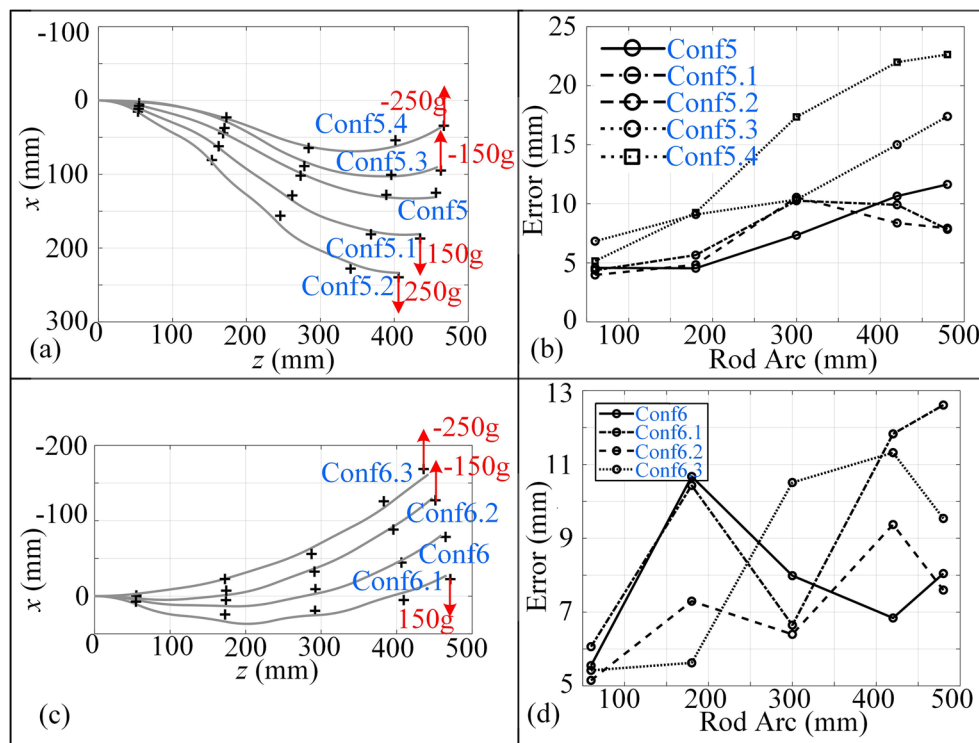 -100
0
100
200
300
x (mm)
0
100
200
300
400
500
z (mm)
(a)
-250g
Conf5.4
-150g
Conf5.3
Conf5
Conf5.1
150g
Conf5.2
250g
25
20
15
10
5
0
Error (mm)
Conf5
Conf5.1
Conf5.2
Conf5.3
Conf5.4
100
200
300
400
500
Rod Arc (mm)
(b)
-200
-100
0
x (mm)
0
100
200
300
400
500
z (mm)
(c)
-250g
Conf6.3
-150g
Conf6.2
Conf6
Conf6.1
150g
13
11
9
7
5
Error (mm)
Conf6
Conf6.1
Conf6.2
Conf6.3
100
200
300
400
500
Rod Arc (mm)
(d)